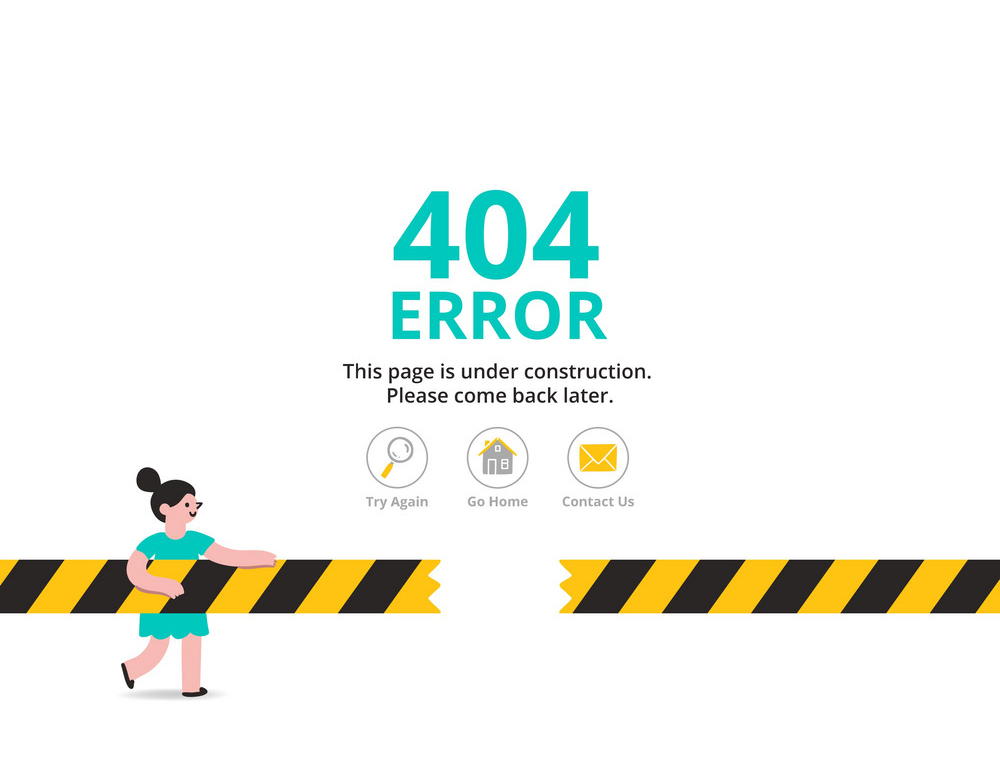 404
ERROR
This page is under construction.
Please come back later.
Try Again
Go Home
Contact Us